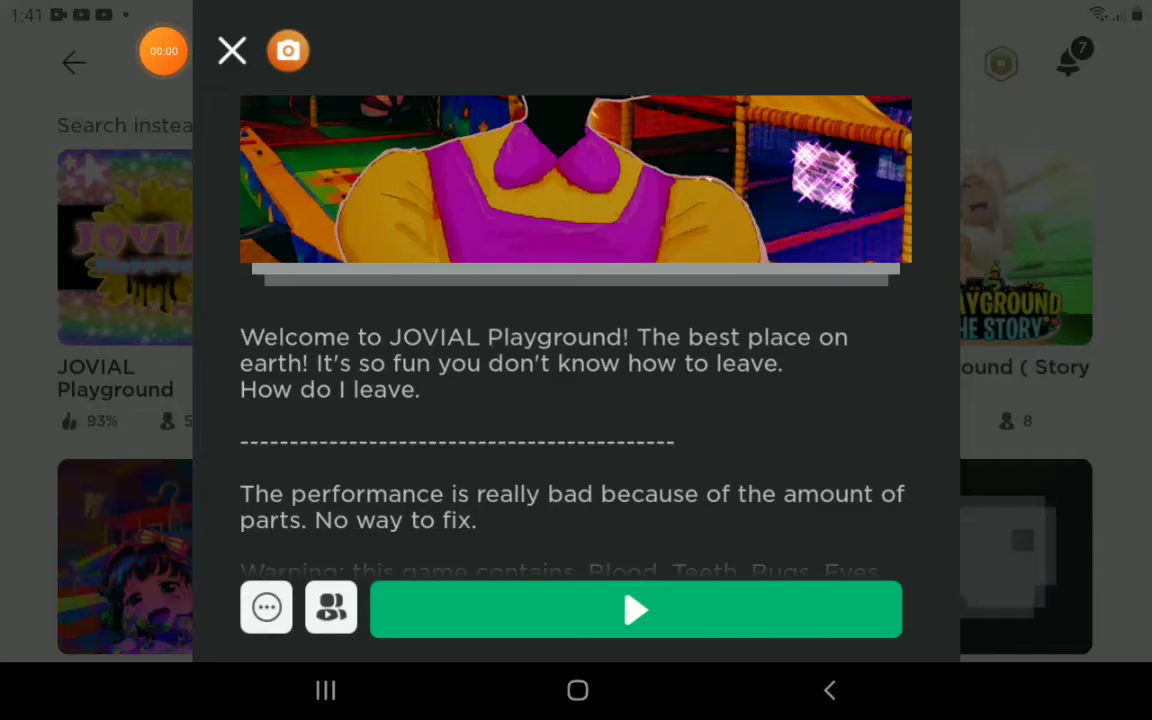 1:41
00:00
7
Search instea
JOVIAL
AYGROUND
HE STORY
JOVIAL
Playground
ound ( Story
93%
5
8
Welcome to JOVIAL Playground! The best place on
earth! It's so fun you don't know how to leave.
How do I leave.
--------------------------------------------
The performance is really bad because of the amount of
parts. No way to fix.
Warning: this game contains, Blood, Teeth, Bugs, Eyes,